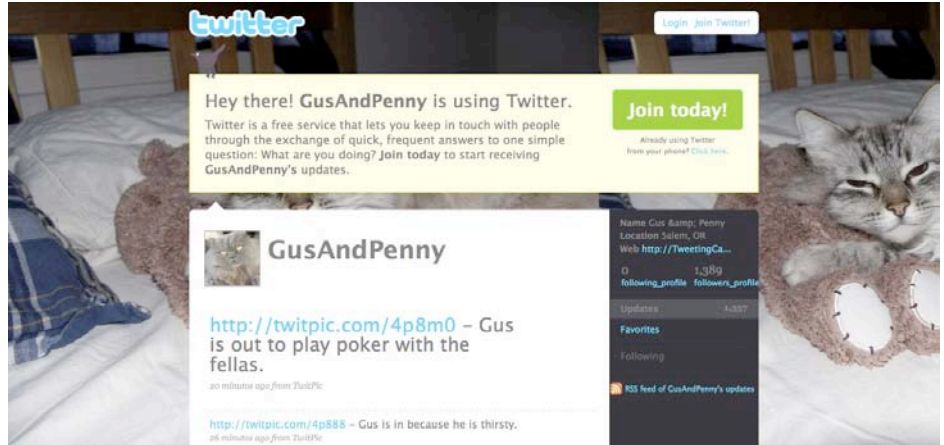 twitter
Login Join Twitter!
Hey there! GusAndPenny is using Twitter.
Twitter is a free service that lets you keep in touch with people
through the exchange of quick, frequent answers to one simple
question: What are you doing? Join today to start receiving
GusAndPenny's updates.
Join today!
Already using Twitter
from your phone? Click here.
GusAndPenny
http://twitpic.com/4p8m0 – Gus
is out to play poker with the
fellas.
20 minutes ago from TwitPic
http://twitpic.com/4p888 – Gus is in because he is thirsty.
26 minutes ago from TwitPic
Name Gus &amp; Penny
Location Salem, OR
Web http://TweetingCa...
0 1,389
following_profile followers_profile
Updates
Favorites
Following
RSS feed of GusAndPenny's updates